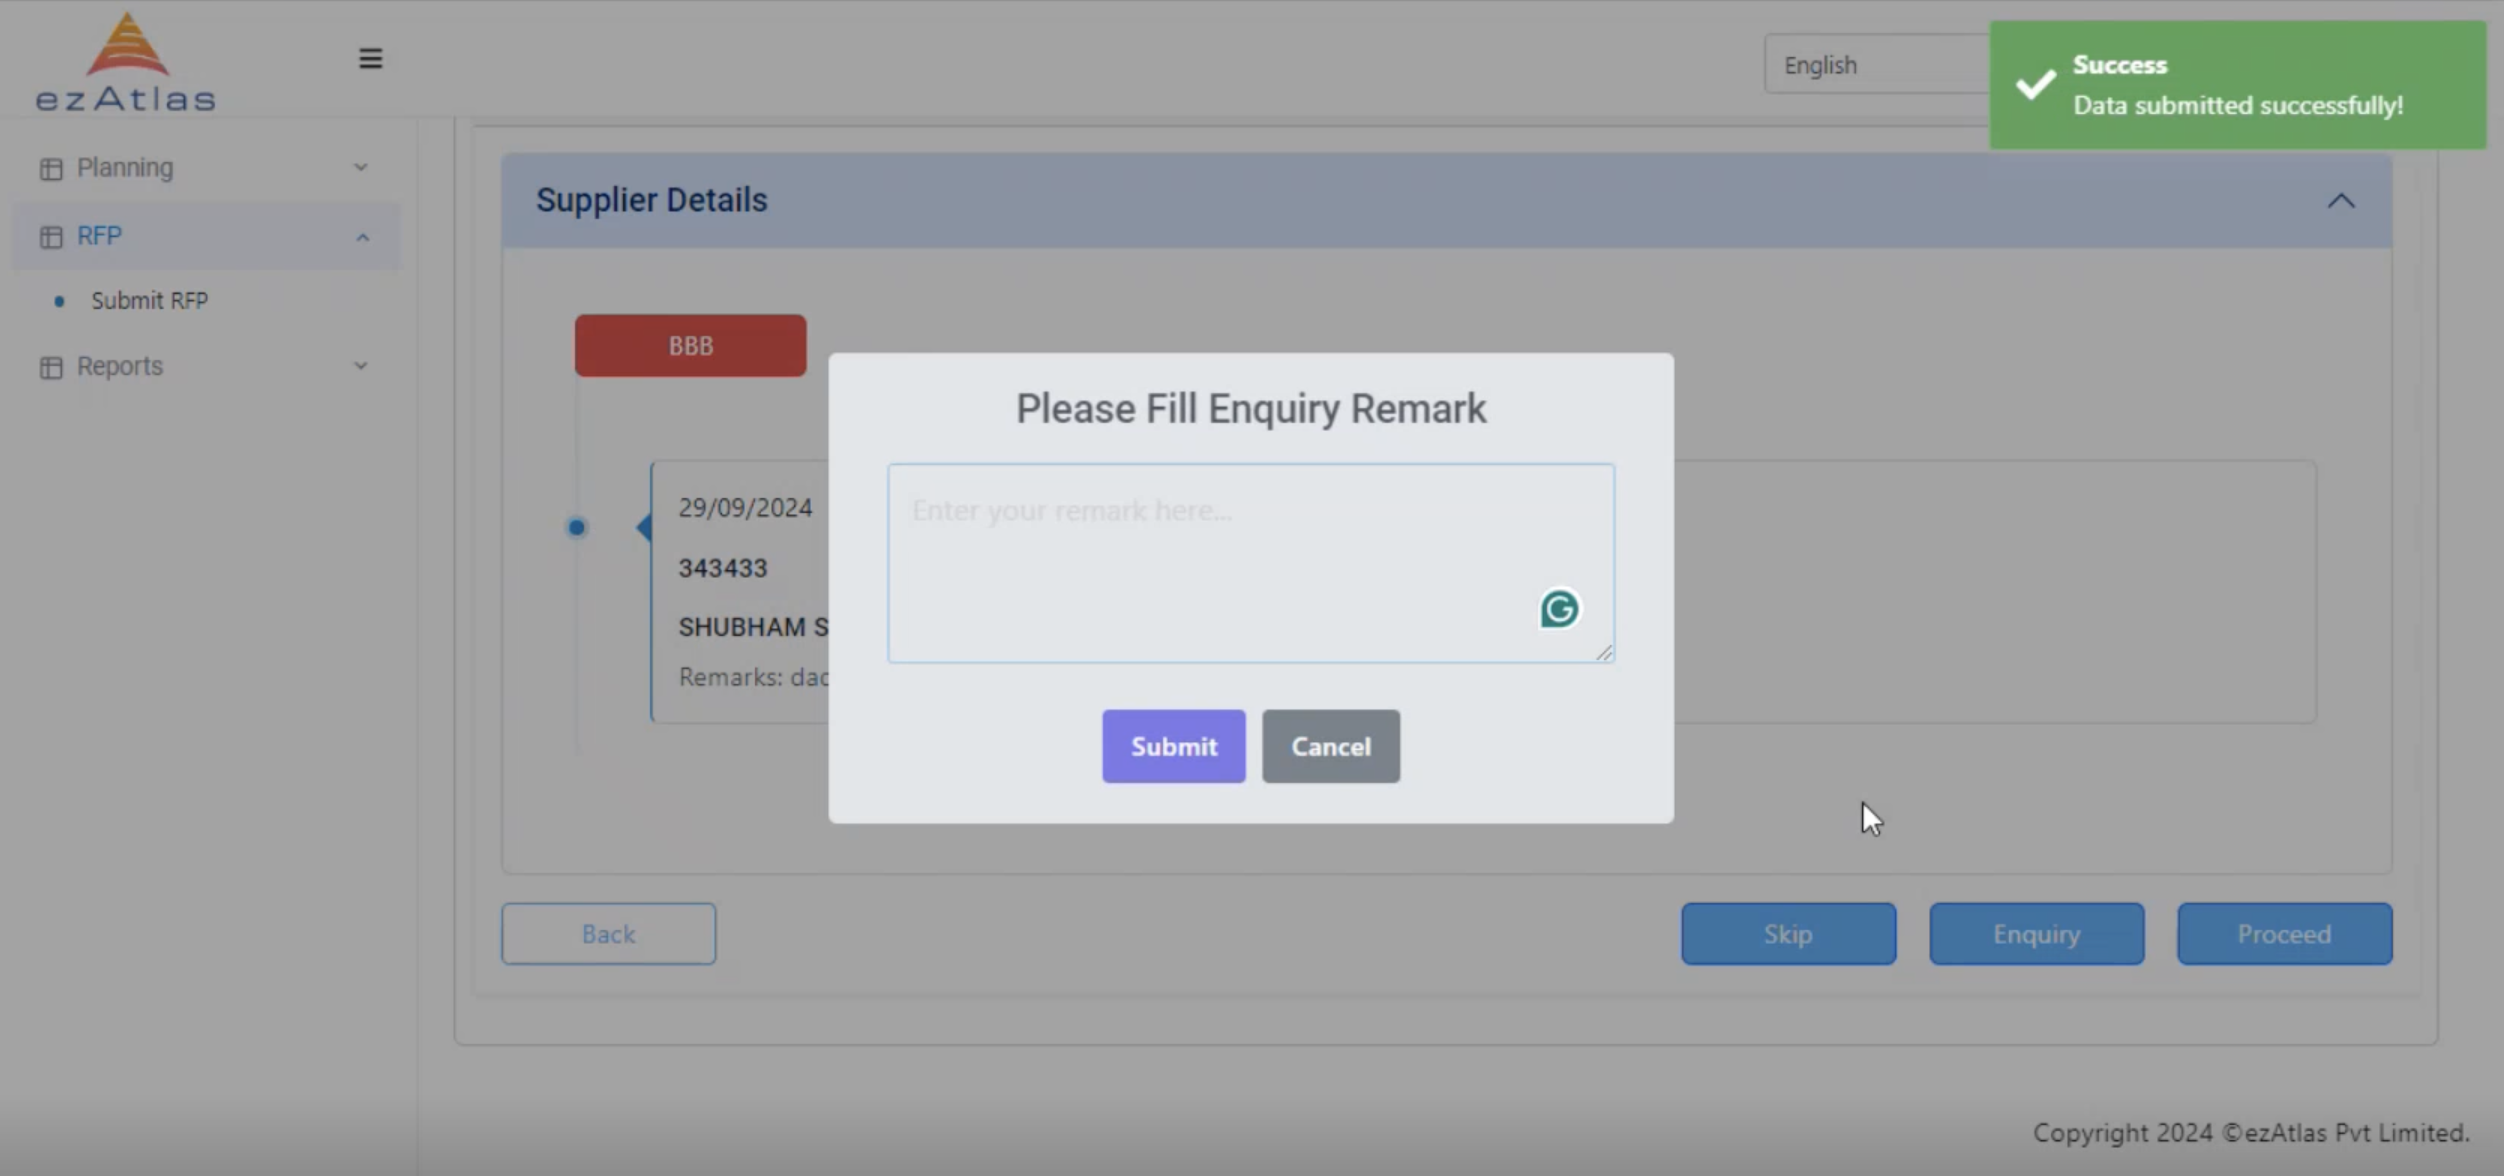 ezAtlas
English
Success
Data submitted successfully!
Planning
RFP
Submit RFP
Reports
Supplier Details
BBB
29/09/2024
343433
SHUBHAM S
Remarks:
Please Fill Enquiry Remark
Enter your remark here...
Submit
Cancel
Back
Skip
Enquiry
Proceed
Copyright 2024 ©ezAtlas Pvt Limited.